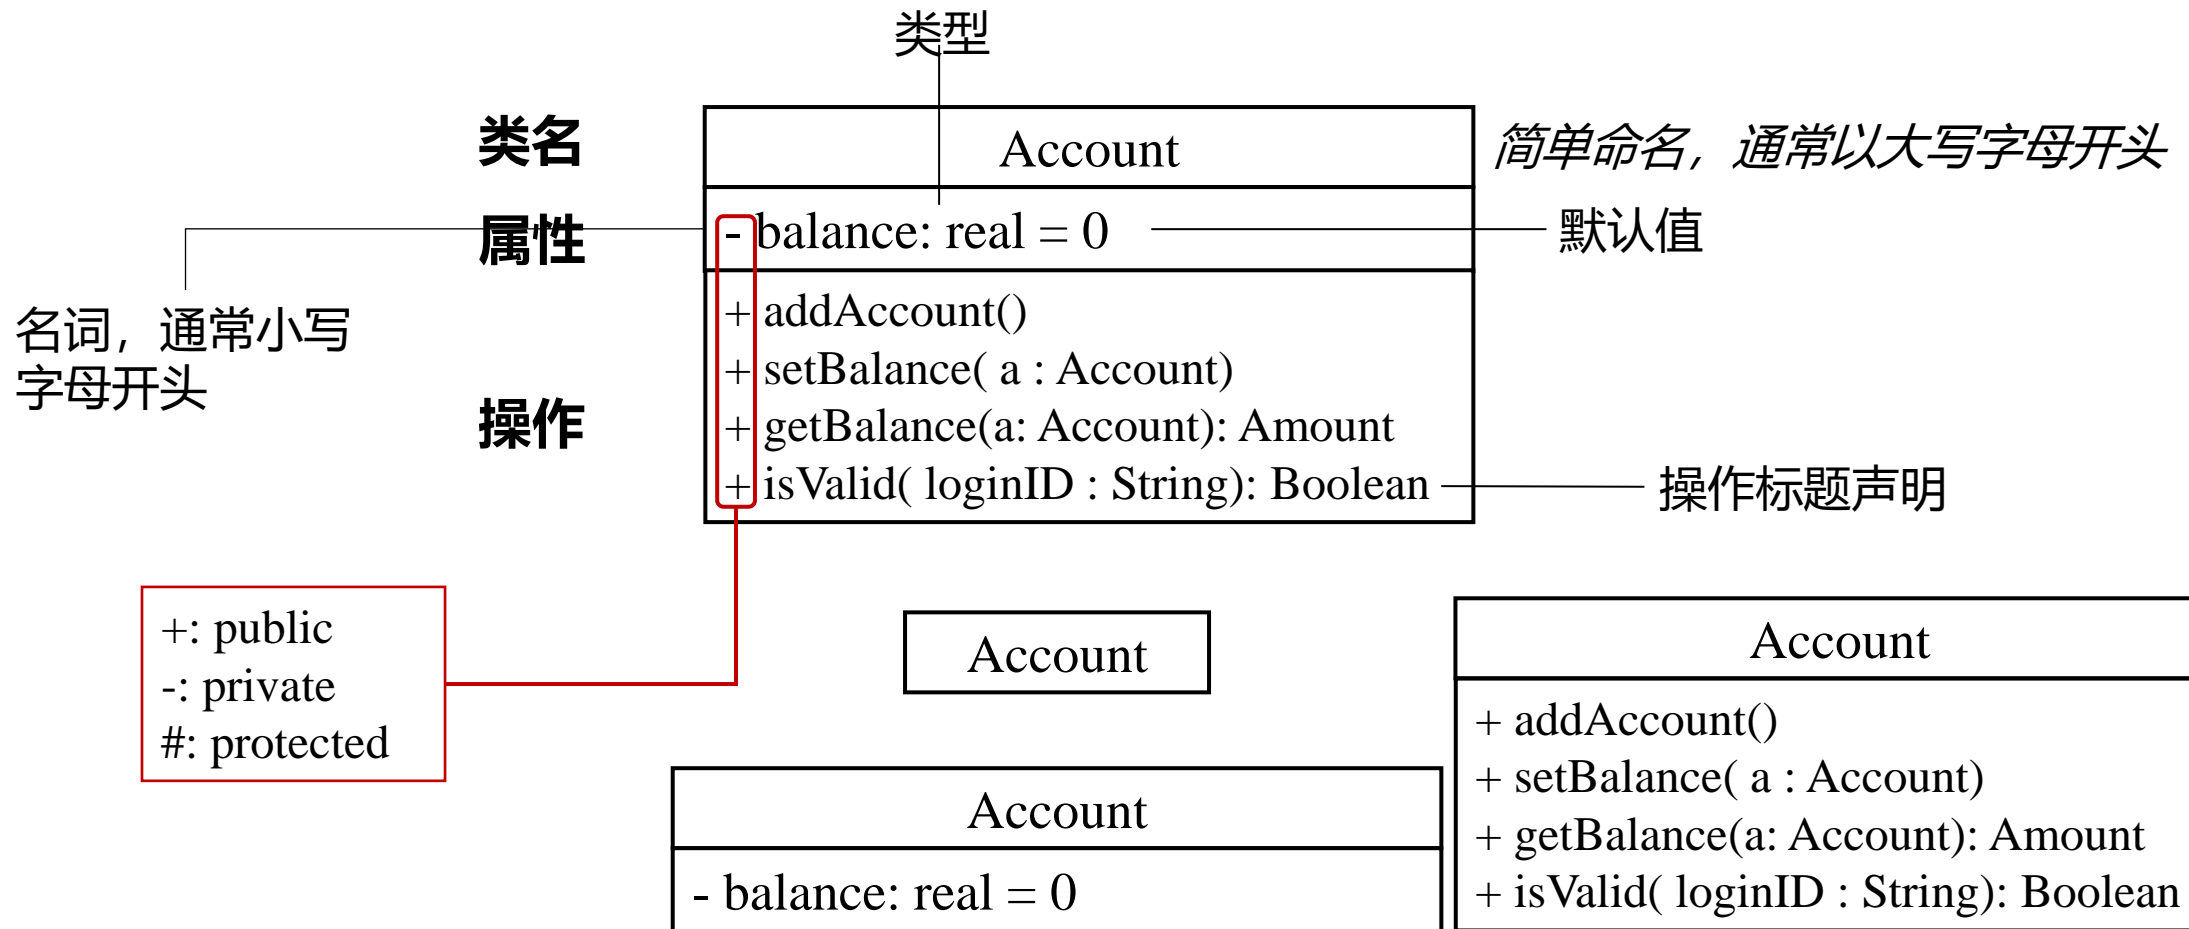 类型
类名
Account
简单命名，通常以大写字母开头
属性
- balance: real = 0
默认值
名词，通常小写
字母开头
操作
+ addAccount()
+ setBalance( a : Account)
+ getBalance(a: Account): Amount
+ isValid( loginID : String): Boolean
操作标题声明
+: public
-: private
#: protected
Account
Account
- balance: real = 0
Account
+ addAccount()
+ setBalance( a : Account)
+ getBalance(a: Account): Amount
+ isValid( loginID : String): Boolean